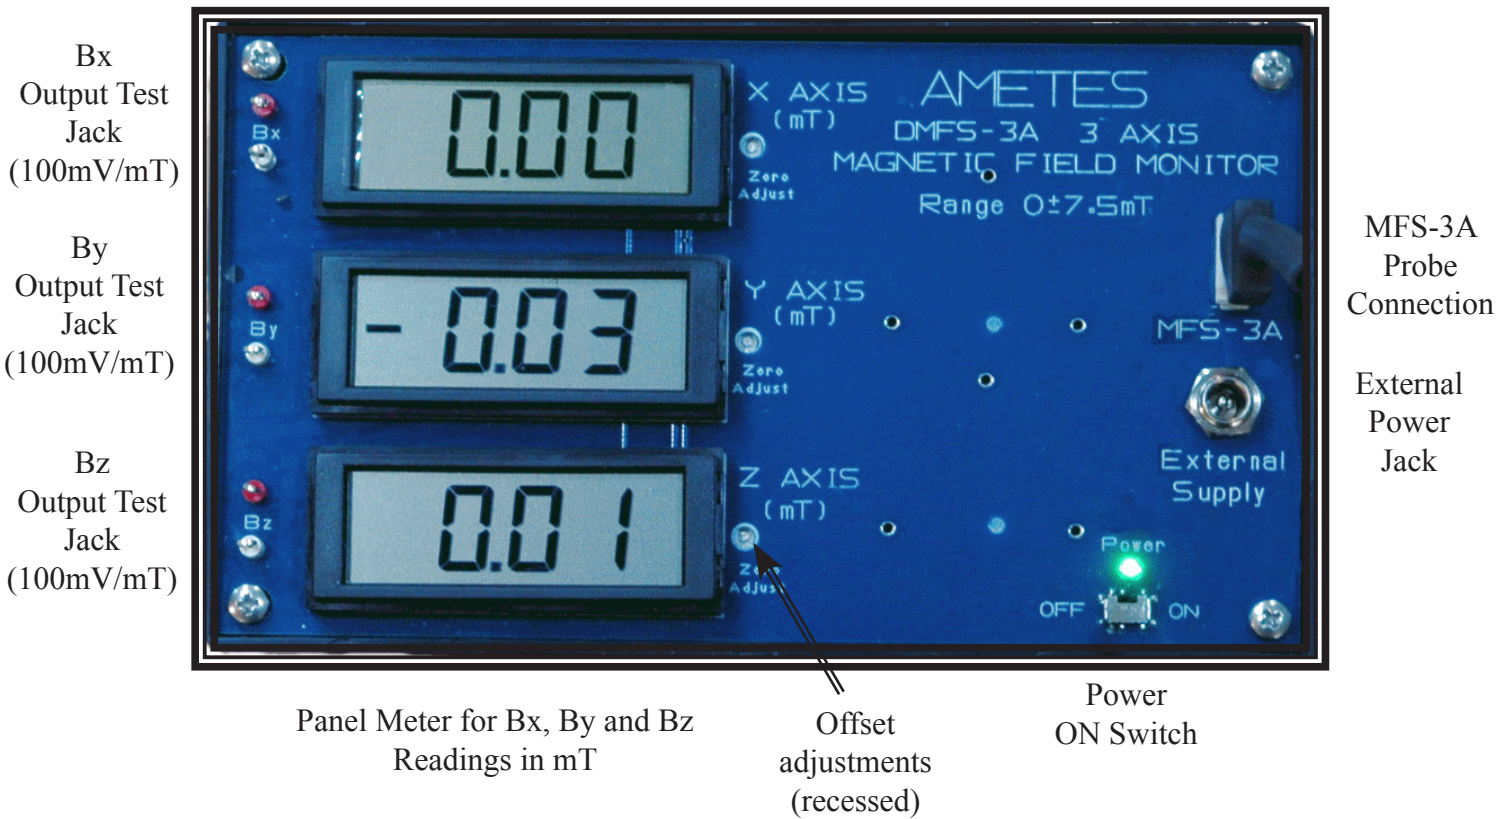 Bx
Output Test
Jack
(100mV/mT)
By
Output Test
Jack
(100mV/mT)
Bz
Output Test
Jack
(100mV/mT)
Bx
By
Bz
0.00
X AXIS
(mT)
Zero
Adjust
- 0.03
Y AXIS
(mT)
Zero
Adjust
0.01
Z AXIS
(mT)
Zero
Adjust
AMETES
DMFS-3A 3 AXIS
MAGNETIC FIELD MONITOR
Range 0±7.5mT
MFS-3A
External
Supply
Power
OFF
ON
MFS-3A
Probe
Connection
External
Power
Jack
Panel Meter for Bx, By and Bz
Readings in mT
Offset
adjustments
(recessed)
Power
ON Switch